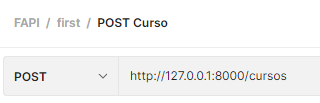 FAPI / first / POST Curso
POST http://127.0.0.1:8000/cursos